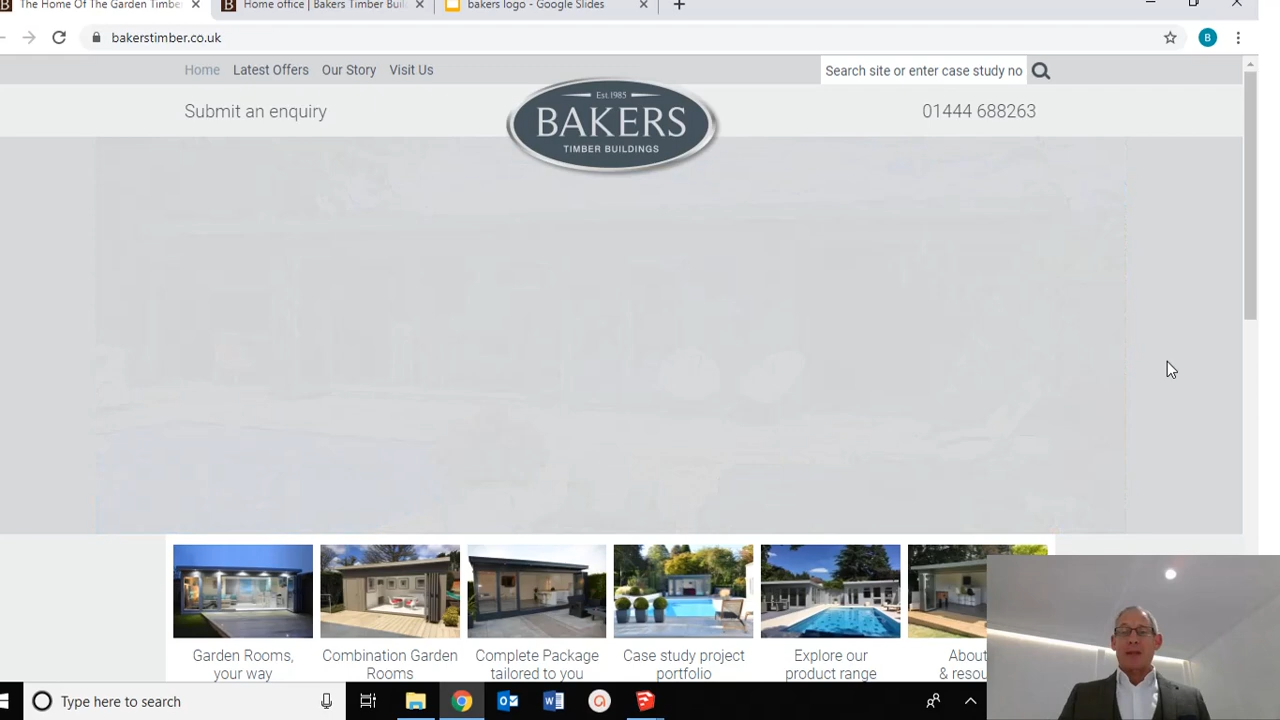 The Home Of The Garden Timbe
Home office | Bakers Timber Buil
bakers logo - Google Slides
bakerstimber.co.uk
B
Home Latest Offers Our Story Visit Us
Search site or enter case study no
Submit an enquiry
Est.1985
BAKERS
TIMBER BUILDINGS
01444 688263
Garden Rooms,
your way
Combination Garden
Rooms
Complete Package
tailored to you
Case study project
portfolio
Explore our
product range
About
& resou
Type here to search